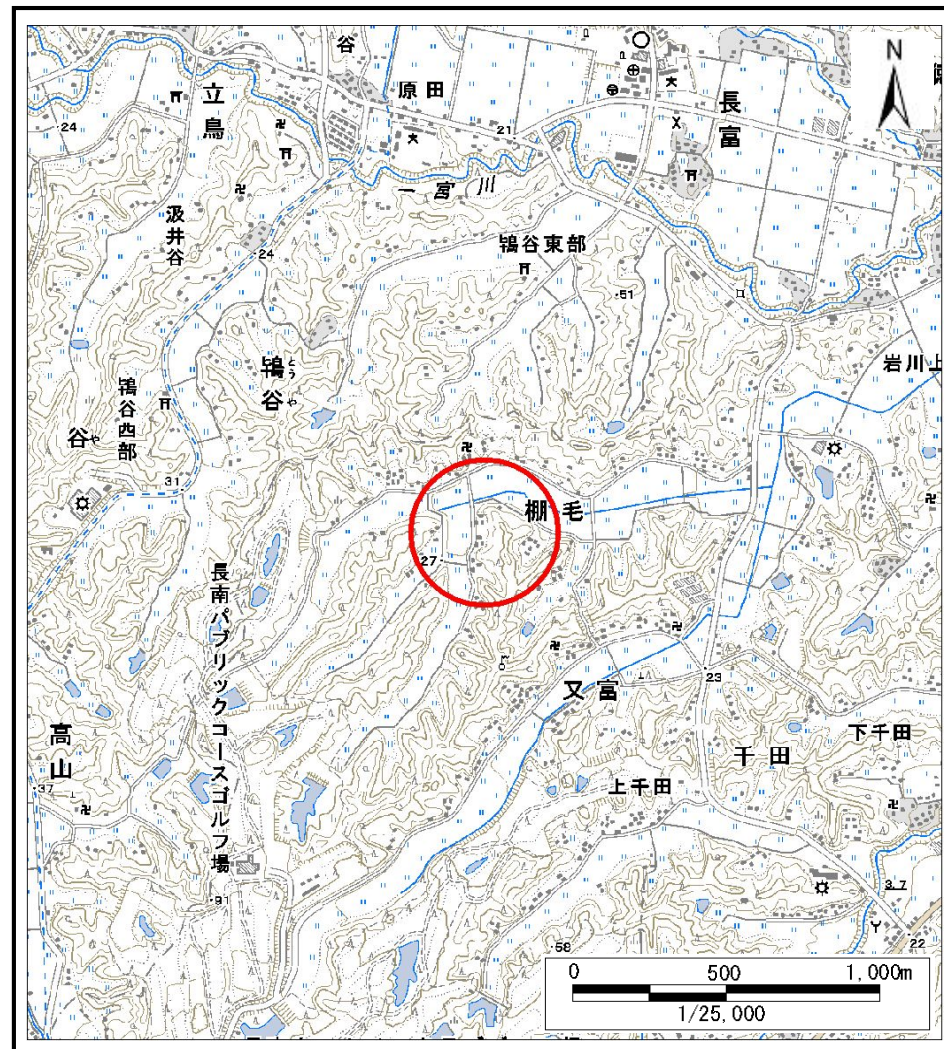 谷
立鳥
原田
長富
N
24
21
一宮川
汲井谷
24
鴇谷東部
51
岩川上
鴇谷
とう
や
鴇谷西部
谷
や
31
棚毛
27
長南パブリックコースゴルフ場
又富
23
高山
千田
下千田
上千田
50
37
91
3.7
58
22
0 500 1,000m
1/25,000